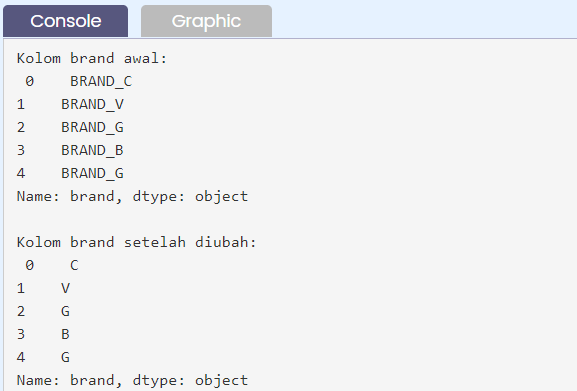 Console
Graphic
Kolom brand awal:
 0    BRAND_C
1    BRAND_V
2    BRAND_G
3    BRAND_B
4    BRAND_G
Name: brand, dtype: object

Kolom brand setelah diubah:
 0    C
1    V
2    G
3    B
4    G
Name: brand, dtype: object